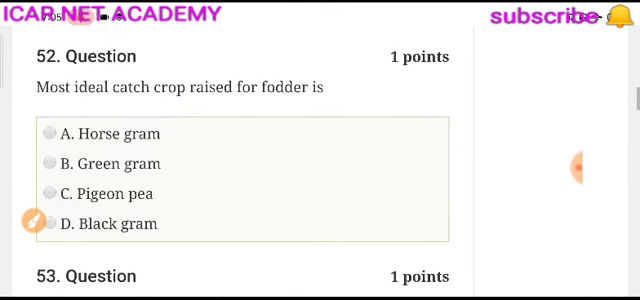 ICAR.NET ACADEMY
subscribe
52. Question 1 points
Most ideal catch crop raised for fodder is
A. Horse gram
B. Green gram
C. Pigeon pea
D. Black gram
53. Question 1 points